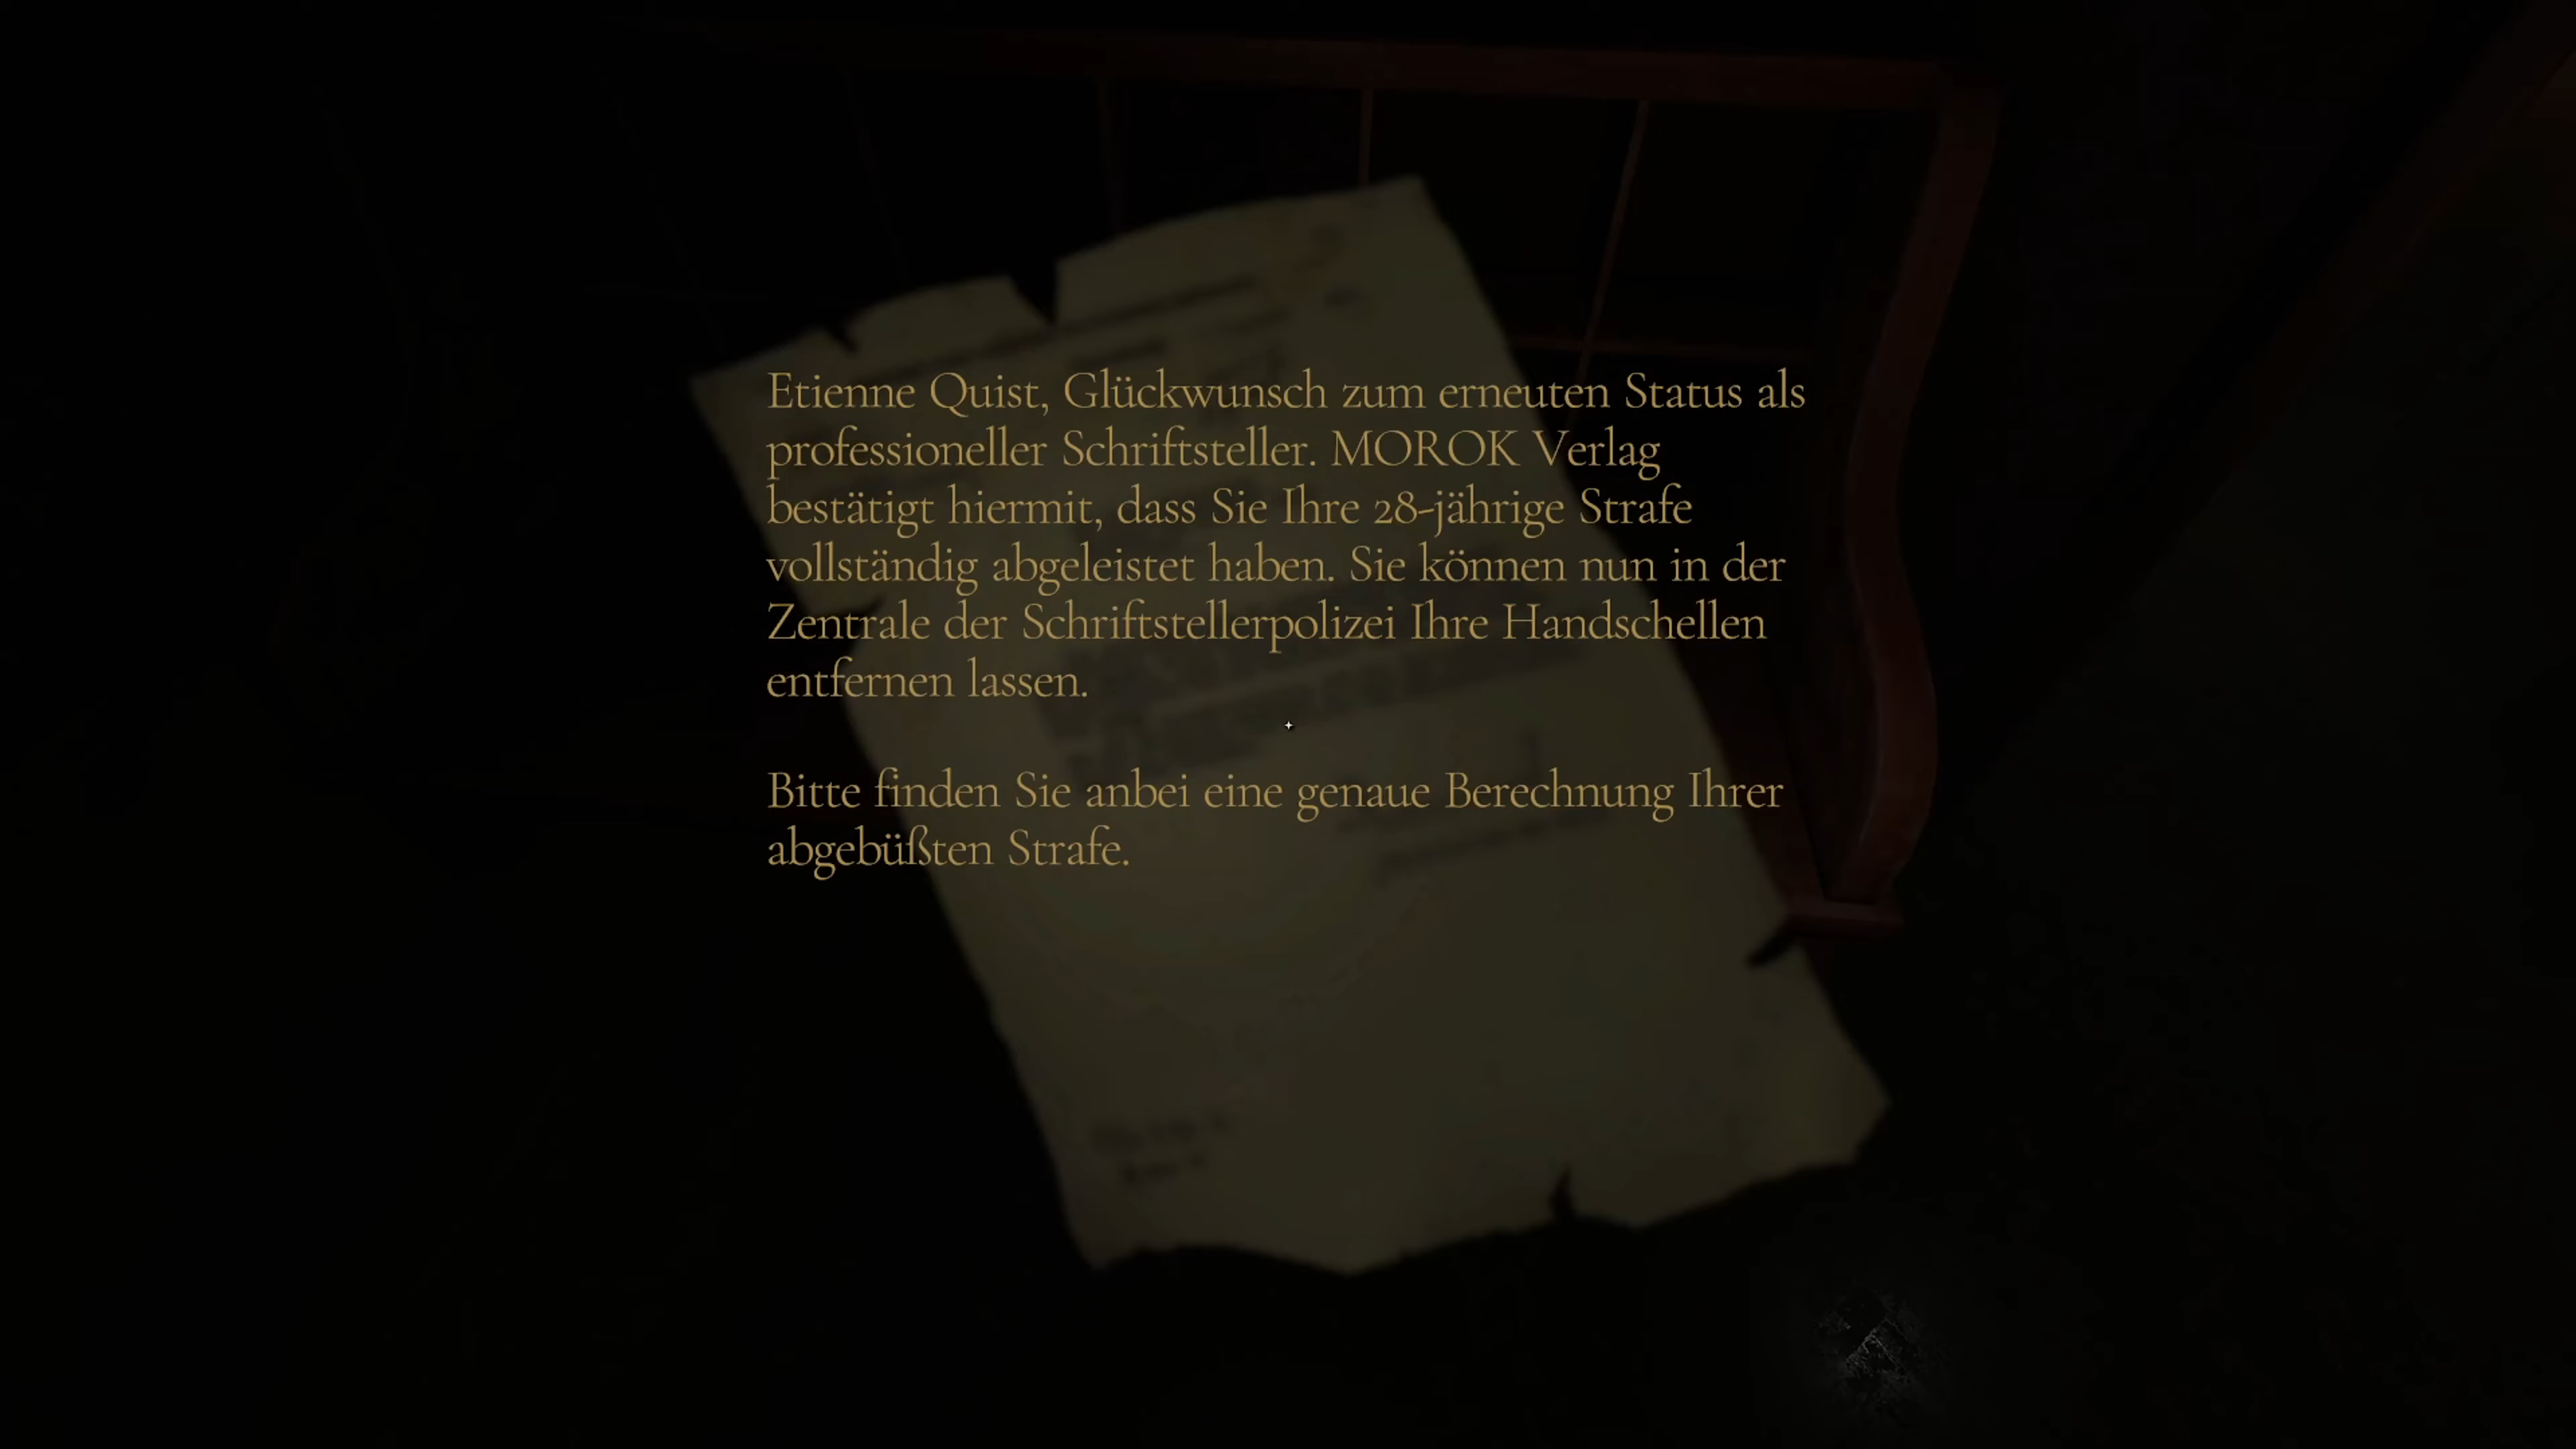 Etienne Quist, Glückwunsch zum erneuten Status als
professioneller Schriftsteller. MOROK Verlag
bestätigt hiermit, dass Sie Ihre 28-jährige Strafe
vollständig abgeleistet haben. Sie können nun in der
Zentrale der Schriftstellerpolizei Ihre Handschellen
entfernen lassen.
Bitte finden Sie anbei eine genaue Berechnung Ihrer
abgebüßten Strafe.